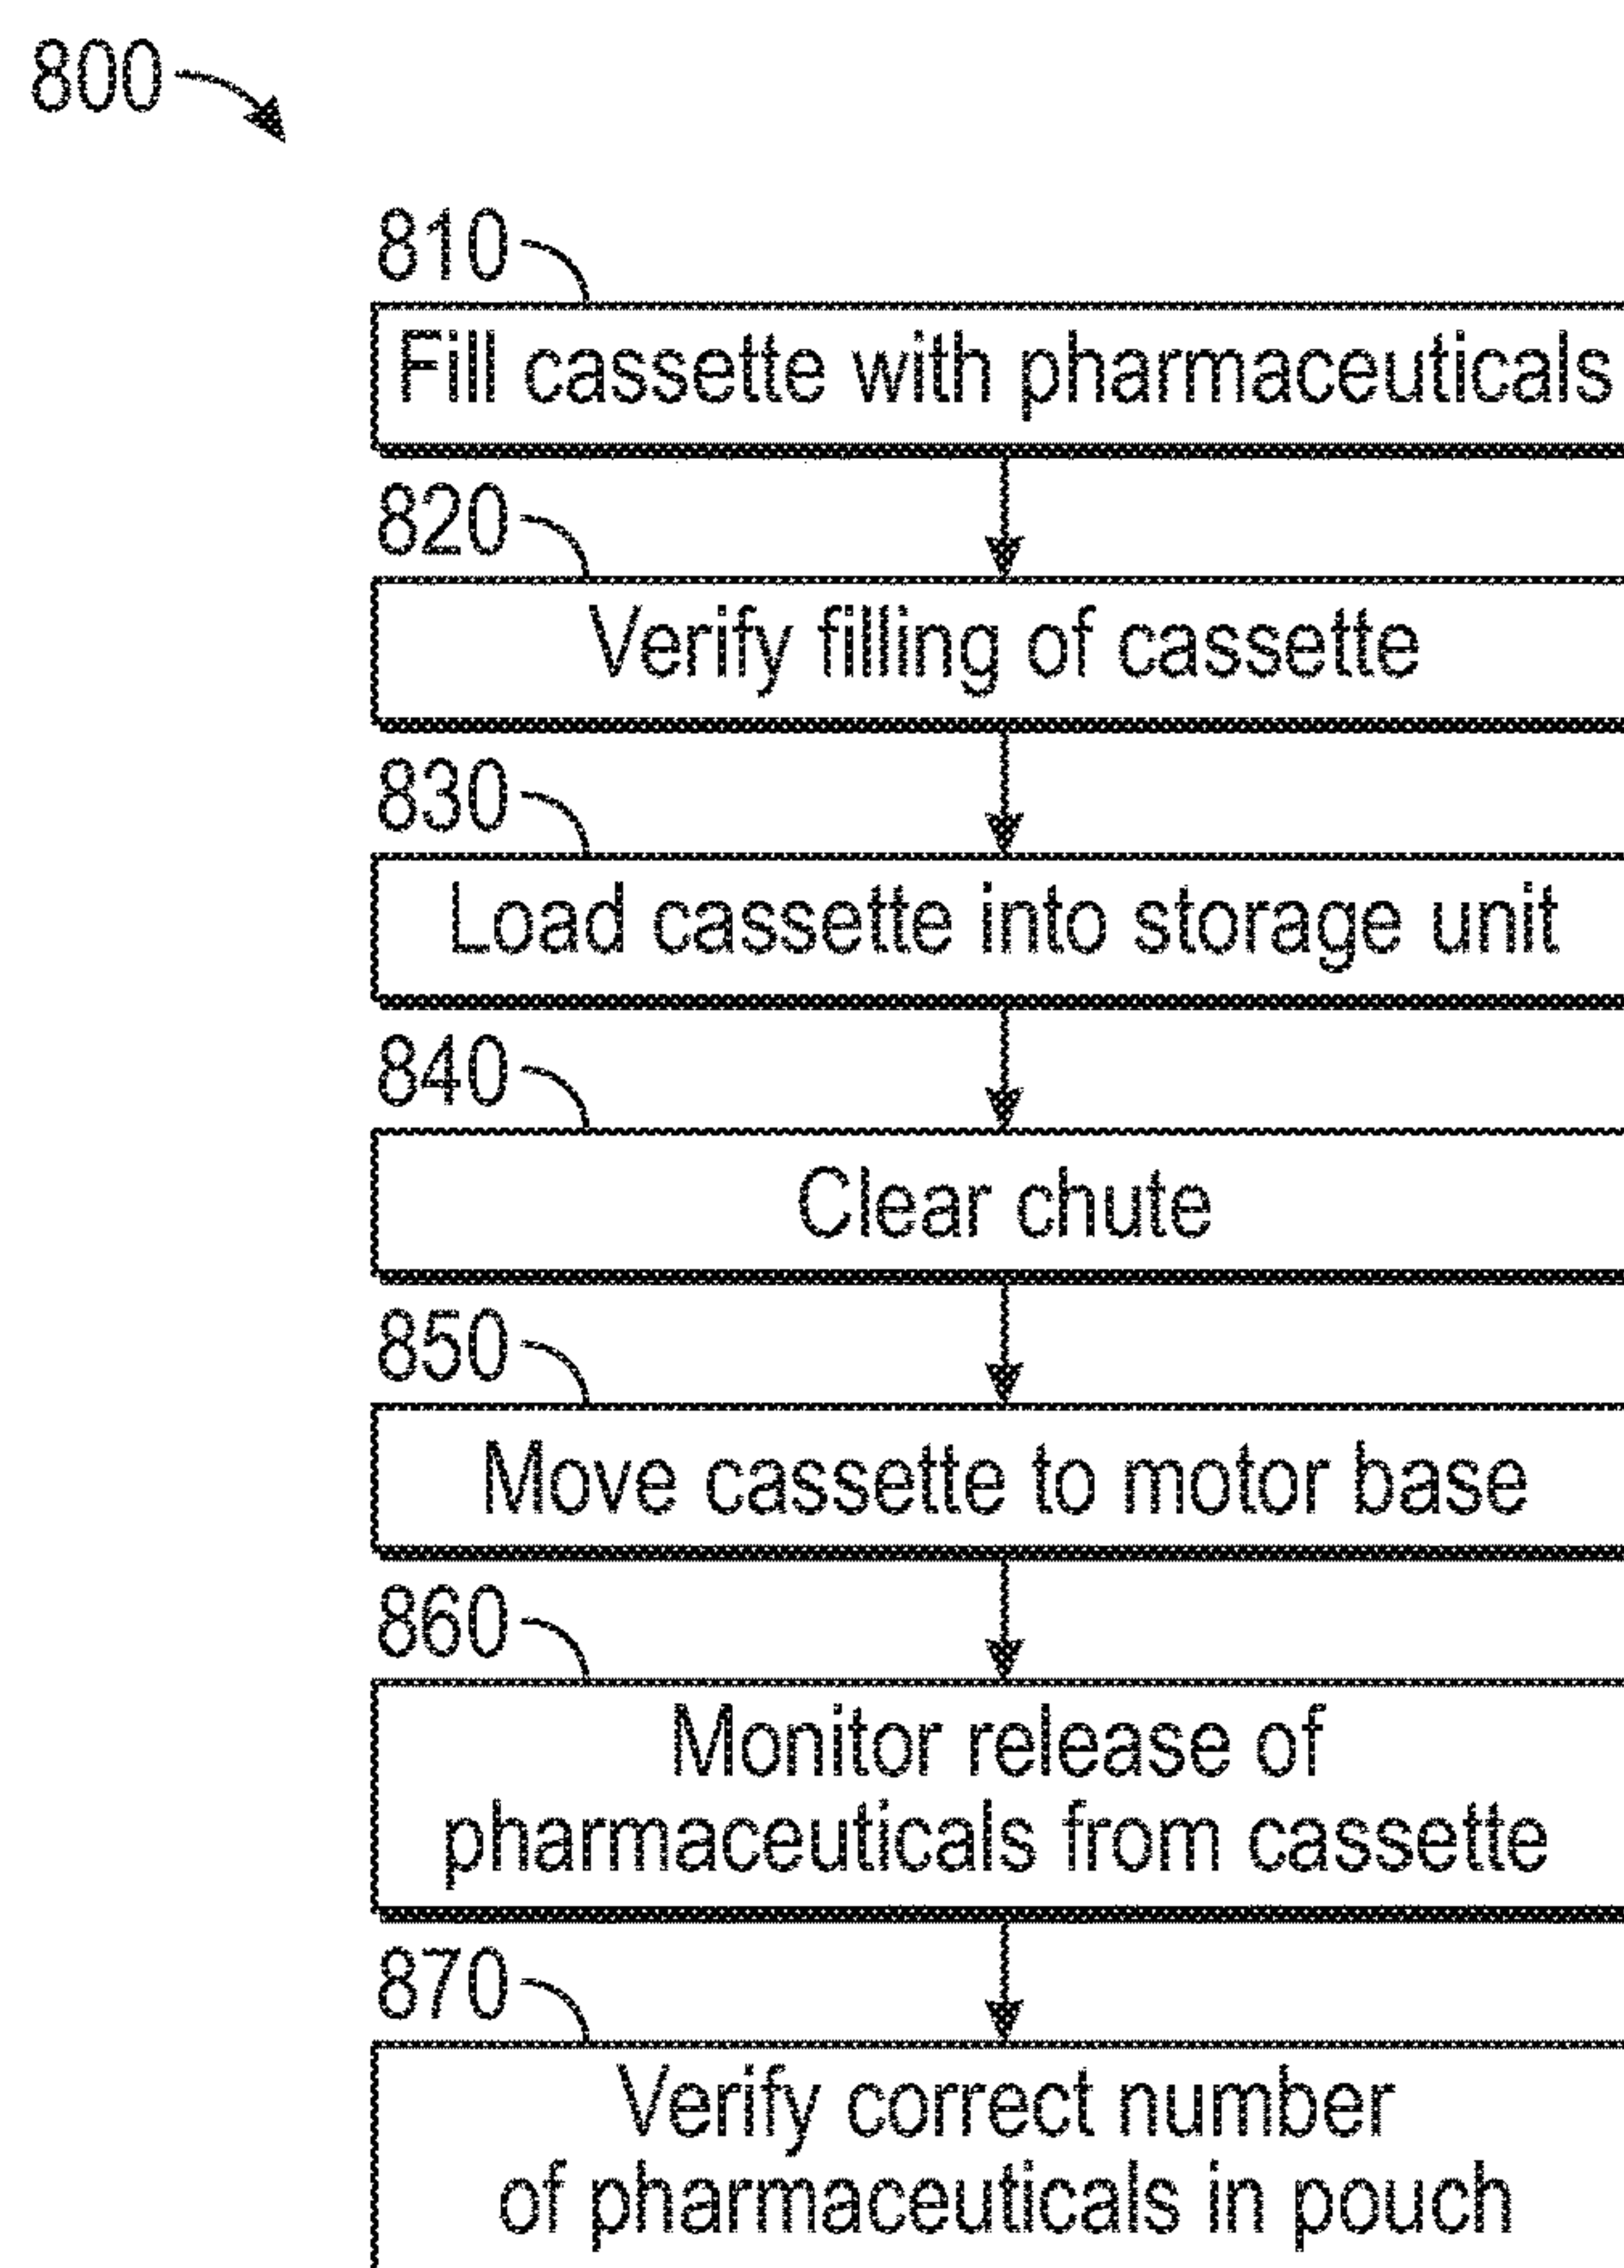 800
810
Fill cassette with pharmaceuticals
820
Verify filling of cassette
830
Load cassette into storage unit
840
Clear chute
850
Move cassette to motor base
860
Monitor release of
pharmaceuticals from cassette
870
Verify correct number
of pharmaceuticals in pouch